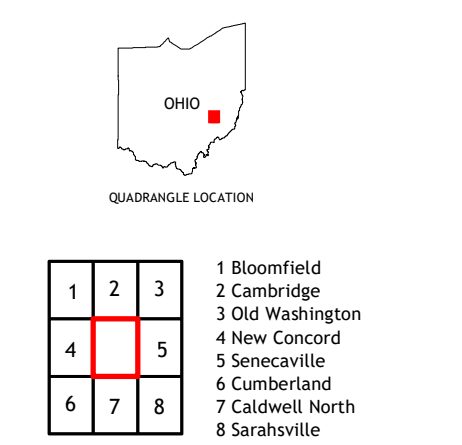 OHIO
QUADRANGLE LOCATION
1 2 3
4 5
6 7 8
1 Bloomfield
2 Cambridge
3 Old Washington
4 New Concord
5 Senecaville
6 Cumberland
7 Caldwell North
8 Sarahsville